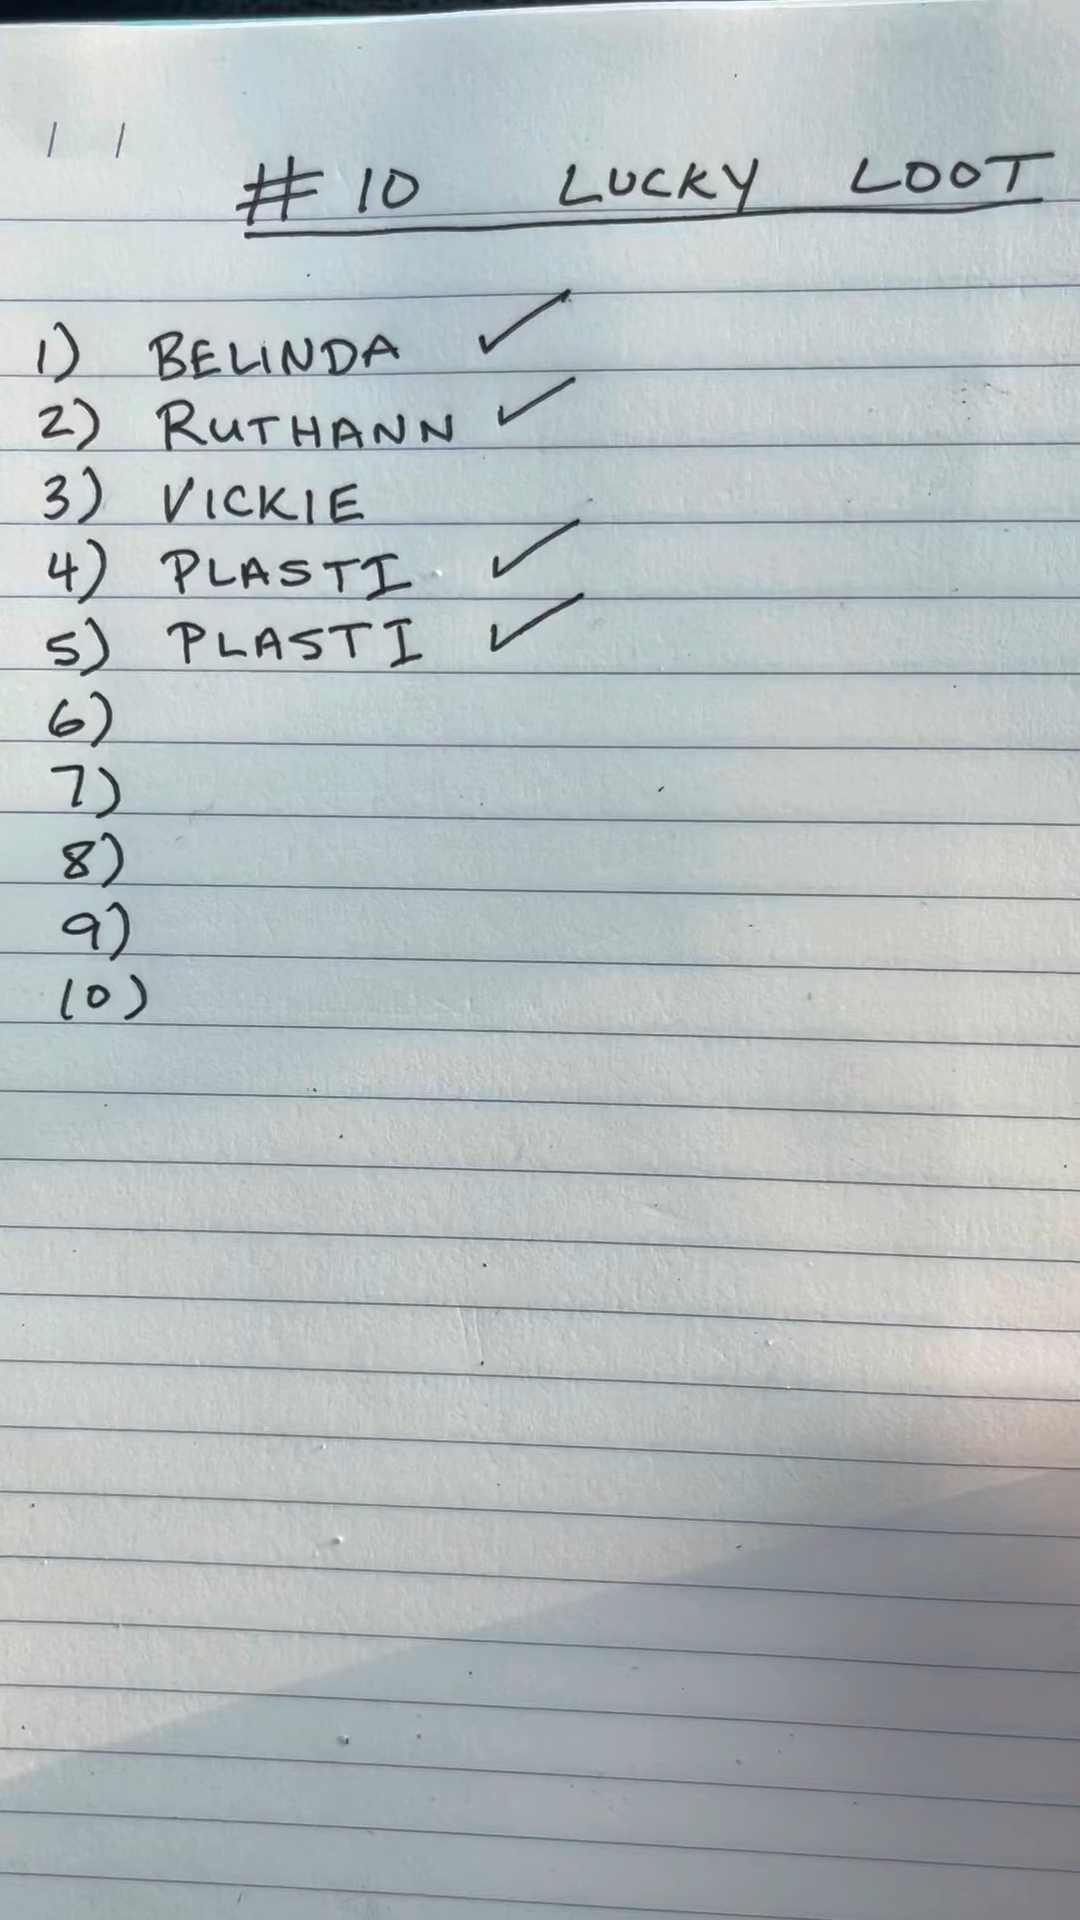 # 10 LUCKY LOOT
1) BELINDA ✓
2) RUTHANN ✓
3) VICKIE
4) PLASTI ✓
5) PLASTI ✓
6)
7)
8)
9)
10)